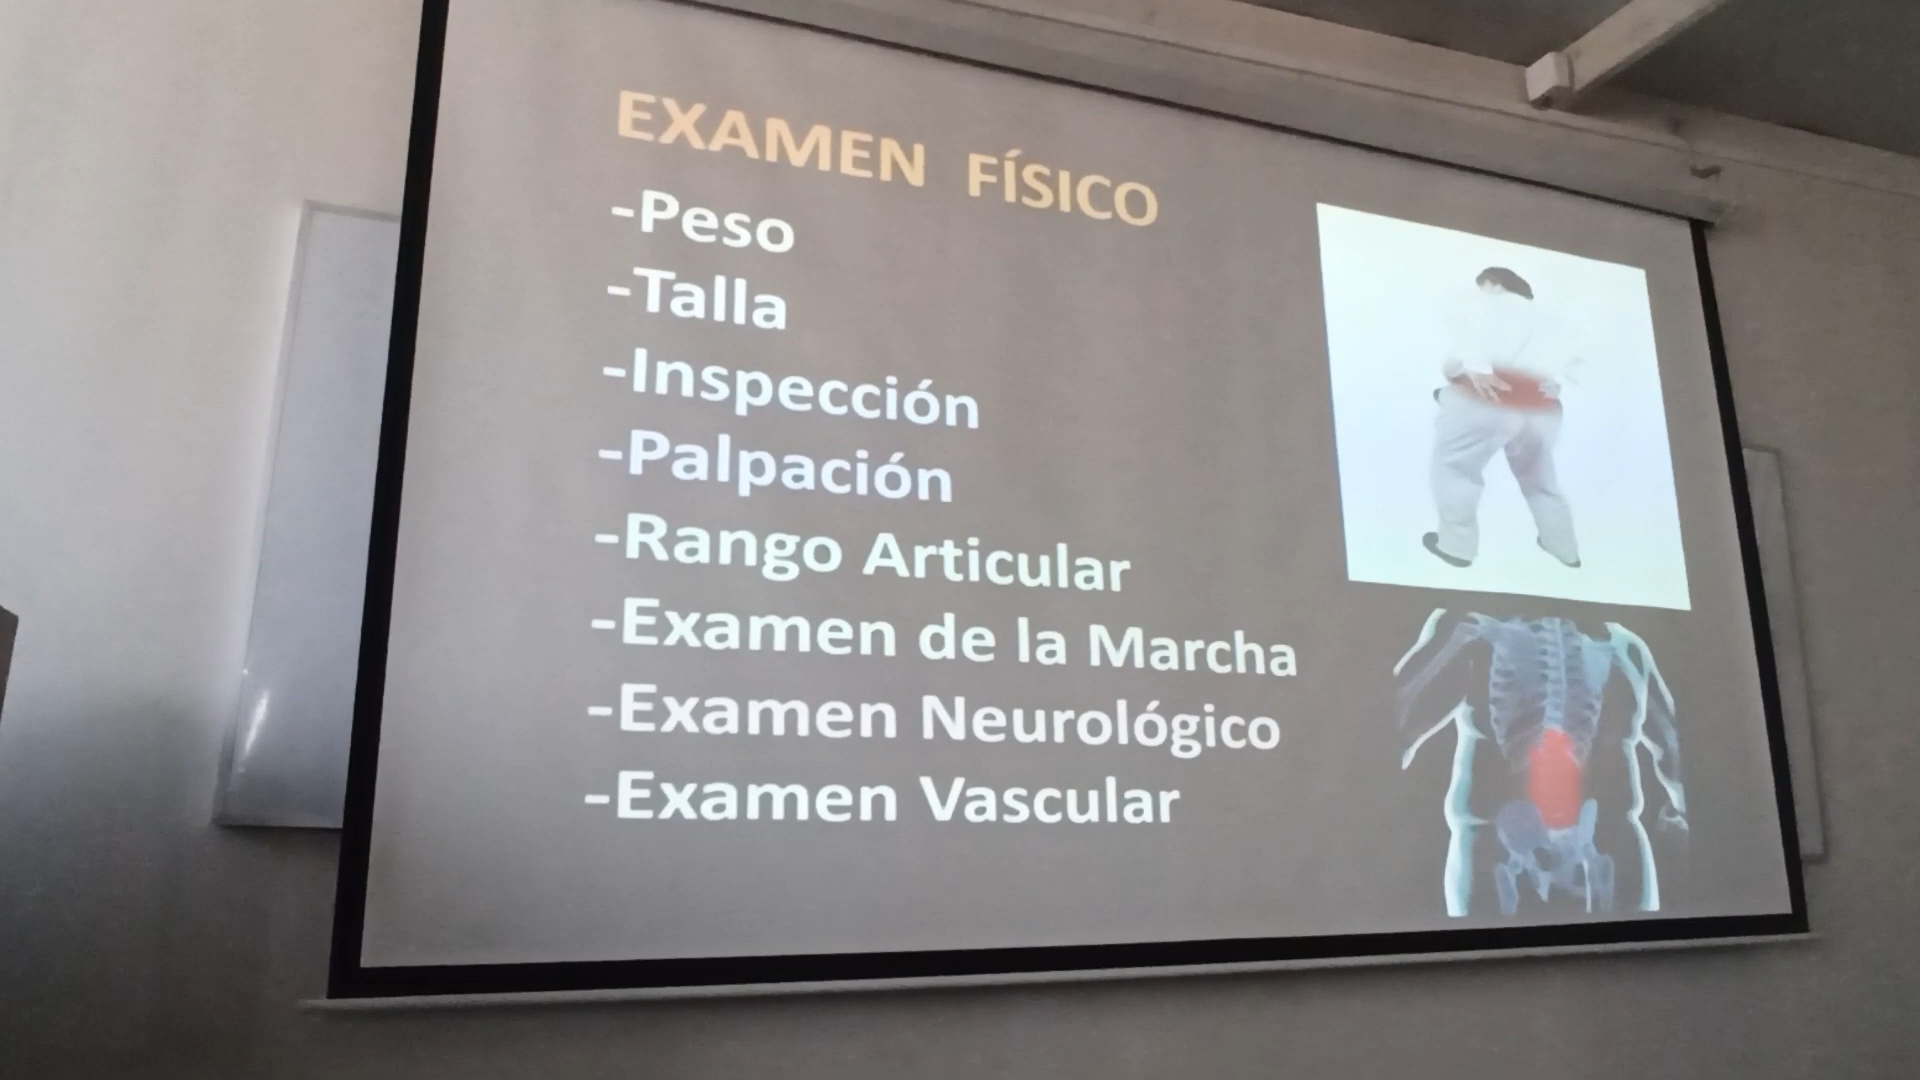 EXAMEN FÍSICO
-Peso
-Talla
-Inspección
-Palpación
-Rango Articular
-Examen de la Marcha
-Examen Neurológico
-Examen Vascular